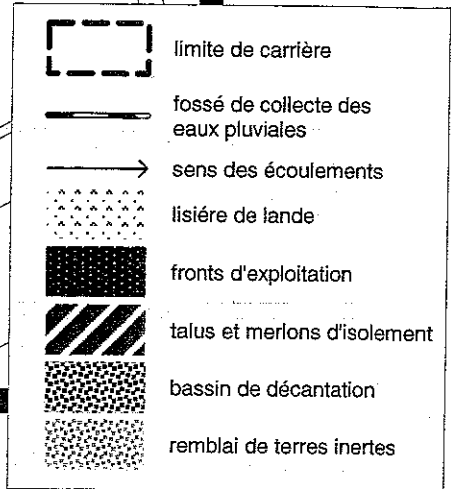 limite de carrière
fossé de collecte des
eaux pluviales
sens des écoulements
lisiére de lande
fronts d'exploitation
talus et merlons d'isolement
bassin de décantation
remblai de terres inertes